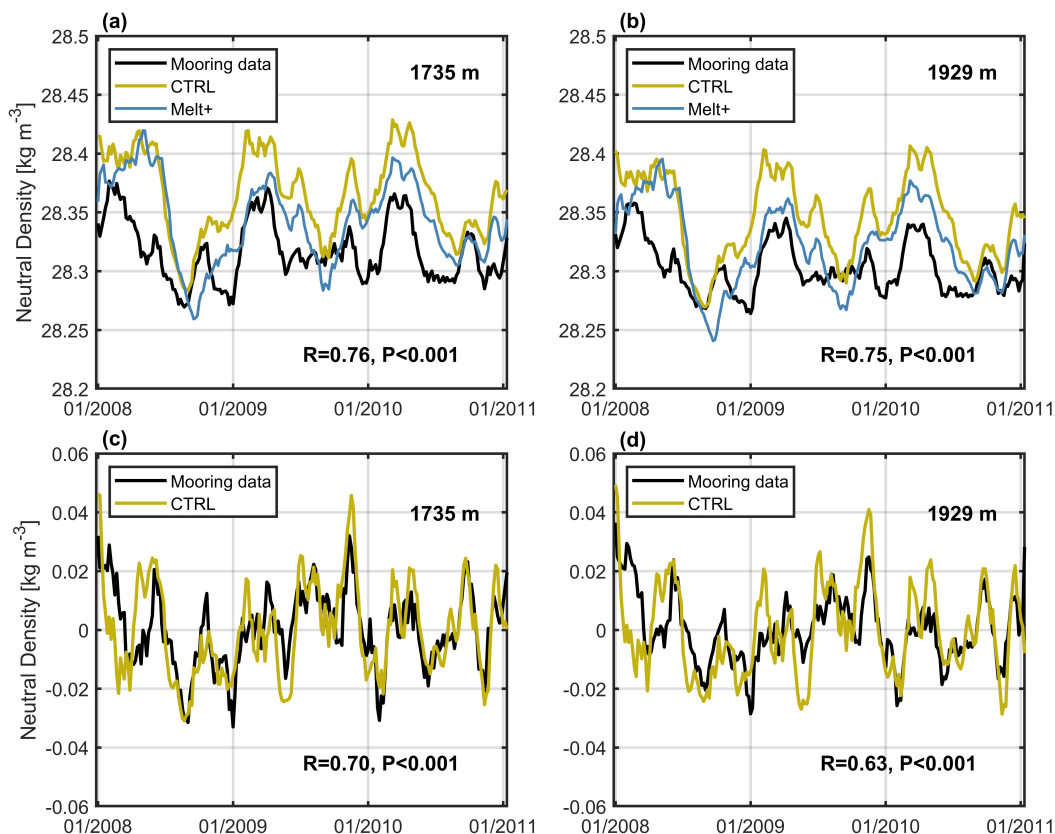 (a)
28.5
28.45
28.4
28.35
28.3
28.25
28.2
Neutral Density [kg m-3]
Mooring data
CTRL
Melt+
1735 m
R=0.76, P<0.001
01/2008
01/2009
01/2010
01/2011
(b)
28.5
28.45
28.4
28.35
28.3
28.25
28.2
Mooring data
CTRL
Melt+
1929 m
R=0.75, P<0.001
01/2008
01/2009
01/2010
01/2011
(c)
0.06
0.04
0.02
0
-0.02
-0.04
-0.06
Neutral Density [kg m-3]
Mooring data
CTRL
1735 m
R=0.70, P<0.001
01/2008
01/2009
01/2010
01/2011
(d)
0.06
0.04
0.02
0
-0.02
-0.04
-0.06
Mooring data
CTRL
1929 m
R=0.63, P<0.001
01/2008
01/2009
01/2010
01/2011